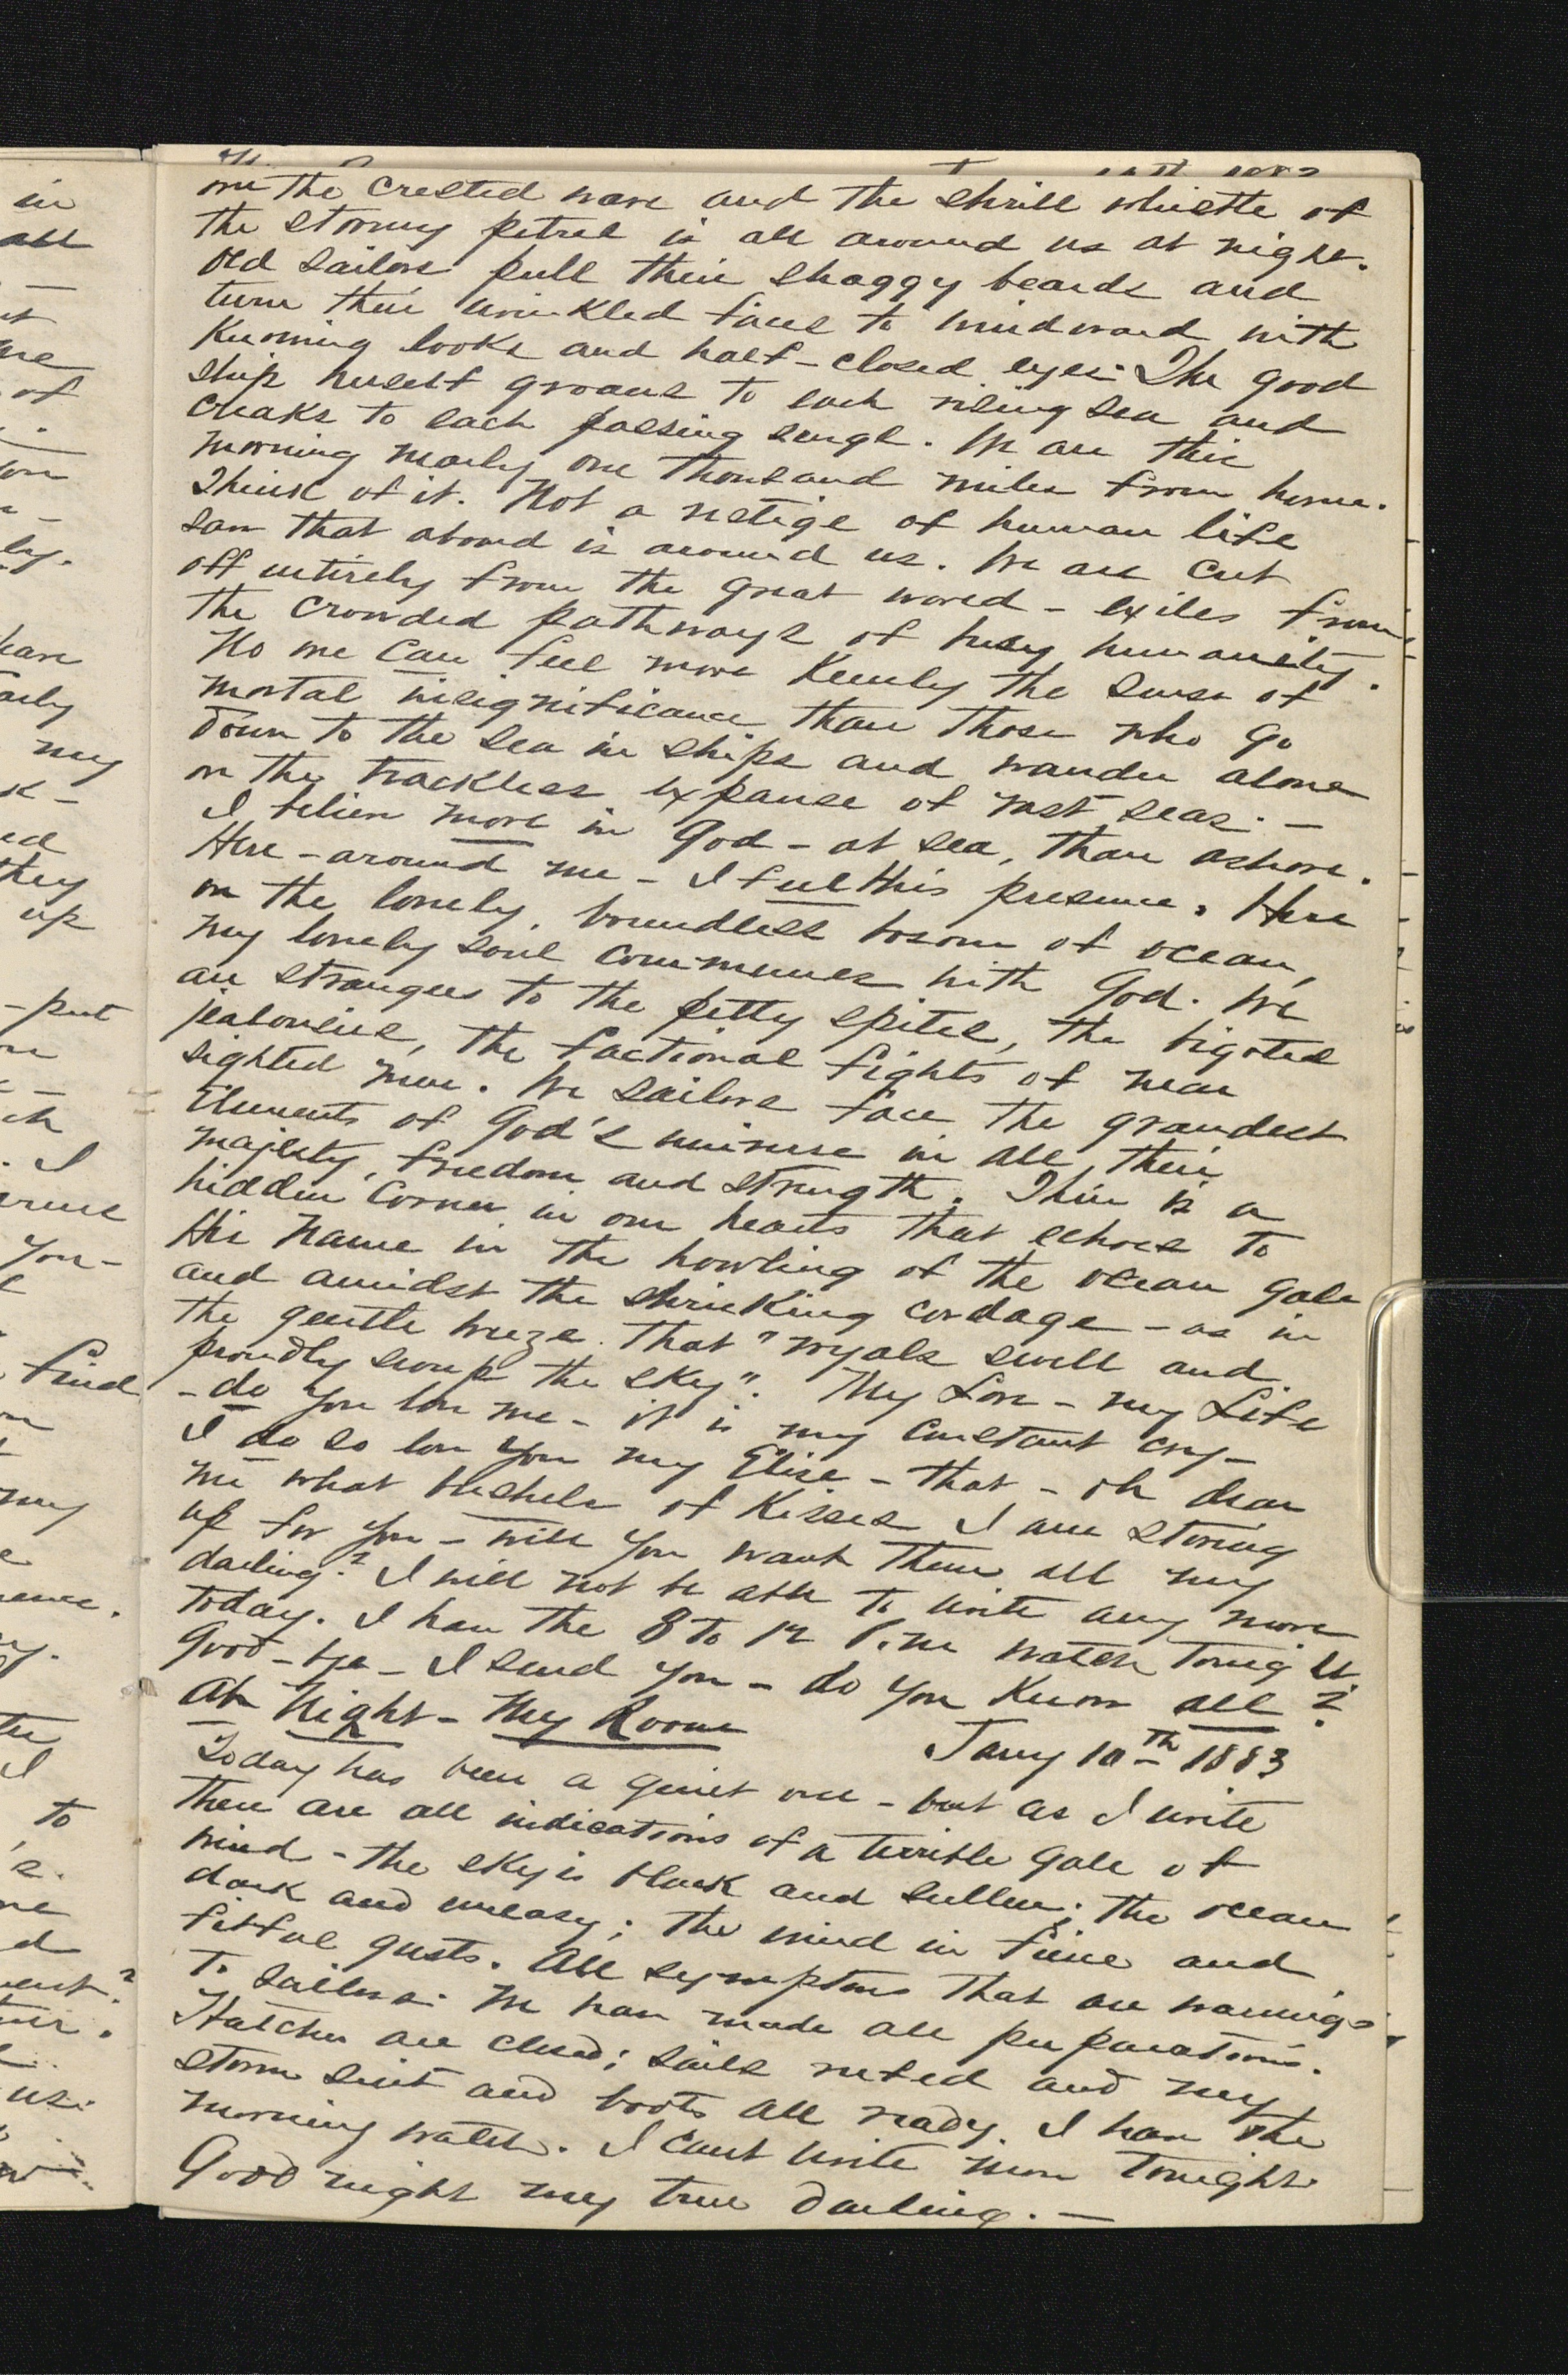 on the crested wave and the shrill whistle of
the stormy petrel is all around us at night.
Old sailors pull their shaggy beards and
turn their wrinkled faces to windward with
knowing looks and half-closed eyes. The good
ship herself groans to each rising sea and
creaks to each passing surge. We are this
morning nearly one thousand miles from home.
Think of it. Not a vestige of human life
save that aboard is around us. We are cut
off entirely from the great world - exiles from
the crowded pathways of busy humanity.
No one can feel more keenly the sense of
mortal insignificance than those who go
down to the sea in ships and wander alone
on the trackless expanse of vast seas. -
I believe more in God - at sea, than ashore.
Here - around me - I feel His presence. Here
on the lonely, boundless bosom of ocean,
my lonely soul communes with God. We
are strangers to the petty spites, the bigoted
jealousies, the factional fights of near
sighted men. We sailors face the grandest
elements of God's universe in all their
majesty, freedom and strength. There is a
hidden corner in our hearts that echoes to
His name in the howling of the ocean gale
and amidst the shrieking cordage - as in
the gentle breeze that "royals swell and
proudly sweep the sky". My Love - my Life
- do you love me - it is my constant cry -
I do so love you my Elise - that - oh dear
me what bushels of kisses I am storing
up for you - will you want them all my
darling? I will not be able to write any more
today. I have the 8 to 12 P.m watch tonight.
Good-bye - I send you - do you know all?
At Night - My Room Jany 10th 1883
Today has been a quiet one - but as I write
there are all indications of a terrible gale of
wind - the sky is black and sullen; the ocean
dark and uneasy; the wind in fierce and
fitful gusts. All symptoms that are warnings
to sailors. We have made all preparations.
Hatches are closed; sails reefed and my
storm suit and boots all ready. I have the
morning watch. I cant write more tonight.
Good night my true darling. -